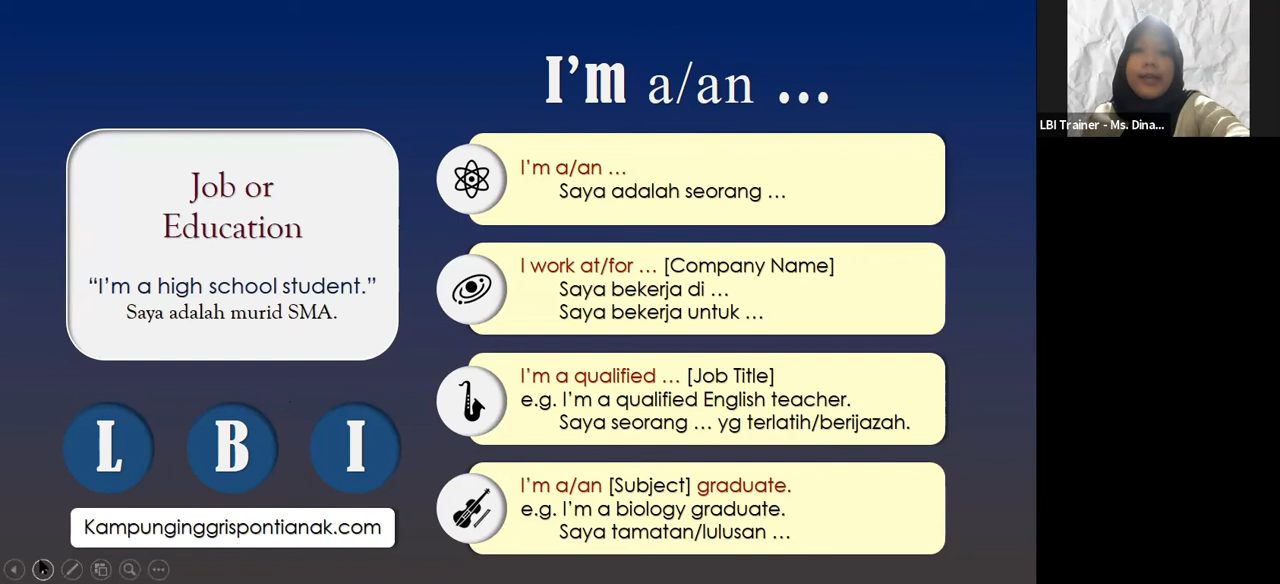 I'm a/an ...
Job or
Education
“I'm a high school student.”
Saya adalah murid SMA.
L B I
Kampunginggrispontianak.com
I'm a/an ...
Saya adalah seorang ...
I work at/for ... [Company Name]
Saya bekerja di ...
Saya bekerja untuk ...
I'm a qualified ... [Job Title]
e.g. I'm a qualified English teacher.
Saya seorang ... yg terlatih/berijazah.
I'm a/an [Subject] graduate.
e.g. I'm a biology graduate.
Saya tamatan/lulusan ...
LBI Trainer - Ms. Dina...